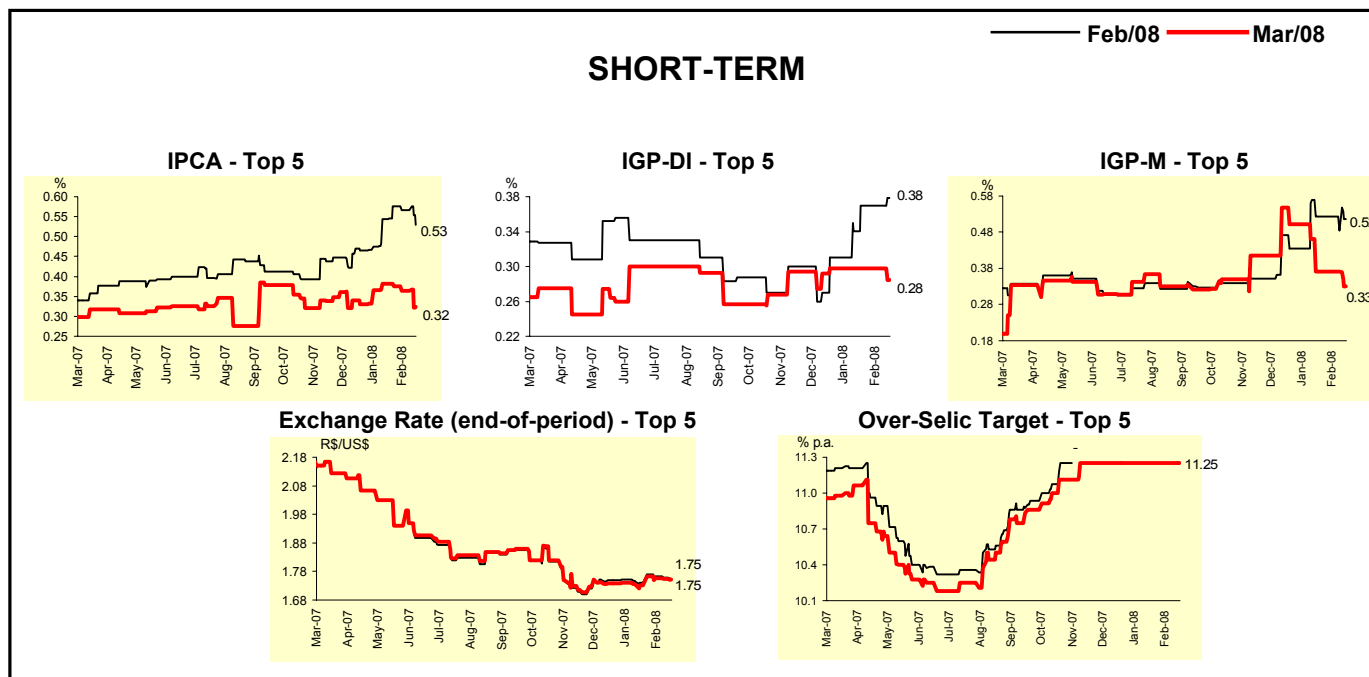 Feb/08 Mar/08
SHORT-TERM
IPCA - Top 5
%
0.60
0.55
0.50
0.45
0.40
0.35
0.30
0.25
0.53
0.32
Mar-07 Apr-07 May-07 Jun-07 Jul-07 Aug-07 Sep-07 Oct-07 Nov-07 Dec-07 Jan-08 Feb-08
IGP-DI - Top 5
%
0.38
0.34
0.30
0.26
0.22
0.38
0.28
Mar-07 Apr-07 May-07 Jun-07 Jul-07 Aug-07 Sep-07 Oct-07 Nov-07 Dec-07 Jan-08 Feb-08
IGP-M - Top 5
%
0.58
0.48
0.38
0.28
0.18
0.33
Mar-07 Apr-07 May-07 Jun-07 Jul-07 Aug-07 Sep-07 Oct-07 Nov-07 Dec-07 Jan-08 Feb-08
Exchange Rate (end-of-period) - Top 5
R$/US$
2.18
2.08
1.98
1.88
1.78
1.68
1.75
1.75
Mar-07 Apr-07 May-07 Jun-07 Jul-07 Aug-07 Sep-07 Oct-07 Nov-07 Dec-07 Jan-08 Feb-08
Over-Selic Target - Top 5
% p.a.
11.3
11.0
10.7
10.4
10.1
11.25
Mar-07 Apr-07 May-07 Jun-07 Jul-07 Aug-07 Sep-07 Oct-07 Nov-07 Dec-07 Jan-08 Feb-08